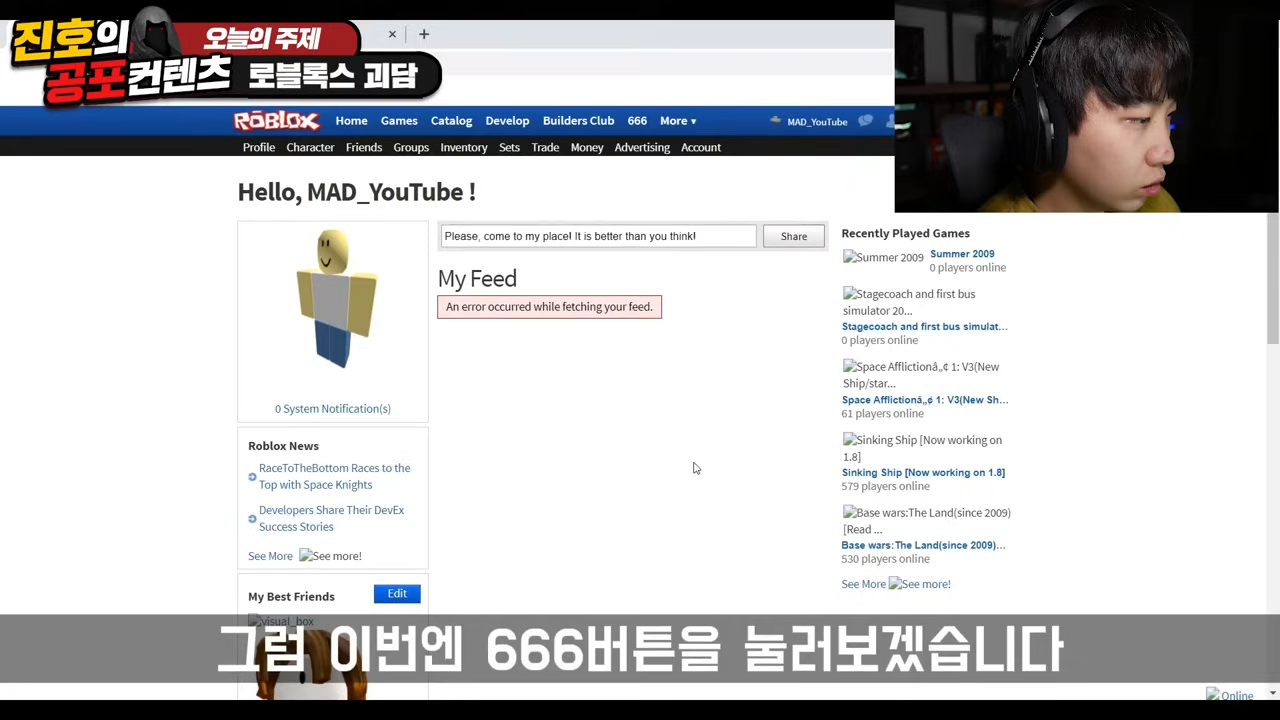 진호의
공포컨텐츠
오늘의 주제
로블록스 괴담
ROBLOX Home Games Catalog Develop Builders Club 666 More
MAD_YouTube
Profile Character Friends Groups Inventory Sets Trade Money Advertising Account
Hello, MAD_YouTube !
0 System Notification(s)
Roblox News
RaceToTheBottom Races to the
Top with Space Knights
Developers Share Their DevEx
Success Stories
See More See more!
My Best Friends Edit
visual_box
Please, come to my place! It is better than you think! Share
My Feed
An error occurred while fetching your feed.
Recently Played Games
Summer 2009 Summer 2009
0 players online
Stagecoach and first bus
simulator 20...
Stagecoach and first bus simulat...
0 players online
Space Afflictionâ„¢ 1: V3(New
Ship/star...
Space Afflictionâ„¢ 1: V3(New Sh...
61 players online
Sinking Ship [Now working on
1.8]
Sinking Ship [Now working on 1.8]
579 players online
Base wars:The Land(since 2009)
[Read ...
Base wars:The Land(since 2009)...
530 players online
See More See more!
그럼 이번엔 666버튼을 눌러보겠습니다
Online